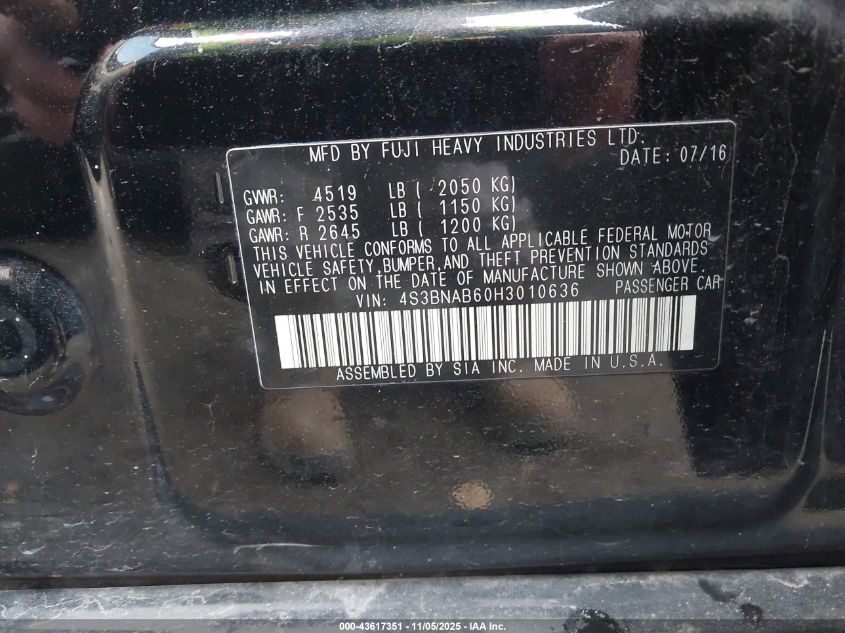 MFD BY FUJI HEAVY INDUSTRIES LTD.
DATE: 07/16
GVWR: 4519 LB ( 2050 KG)
GAWR: F 2535 LB ( 1150 KG)
GAWR: R 2645 LB ( 1200 KG)
THIS VEHICLE CONFORMS TO ALL APPLICABLE FEDERAL MOTOR
VEHICLE SAFETY,BUMPER,AND THEFT PREVENTION STANDARDS
IN EFFECT ON THE DATE OF MANUFACTURE SHOWN ABOVE.
VIN: 4S3BNAB60H3010636 PASSENGER CAR
ASSEMBLED BY SIA INC. MADE IN U.S.A.
000-43617351 - 11/05/2025 - IAA Inc.